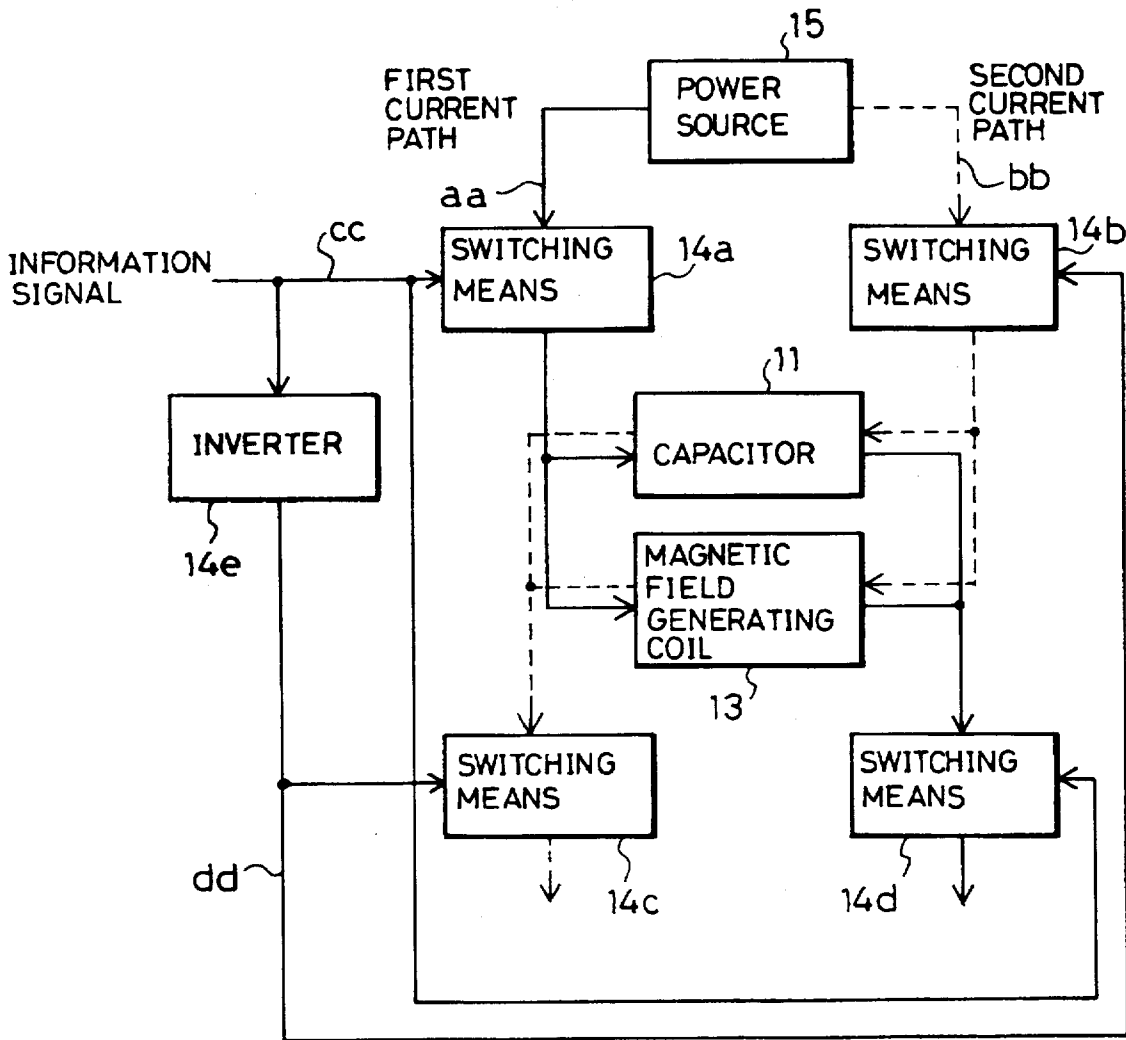 15
FIRST
CURRENT
PATH
POWER
SOURCE
SECOND
CURRENT
PATH
aa
bb
cc
INFORMATION
SIGNAL
SWITCHING
MEANS
14a
SWITCHING
MEANS
14b
11
INVERTER
CAPACITOR
14e
MAGNETIC
FIELD
GENERATING
COIL
13
SWITCHING
MEANS
SWITCHING
MEANS
dd
14c
14d